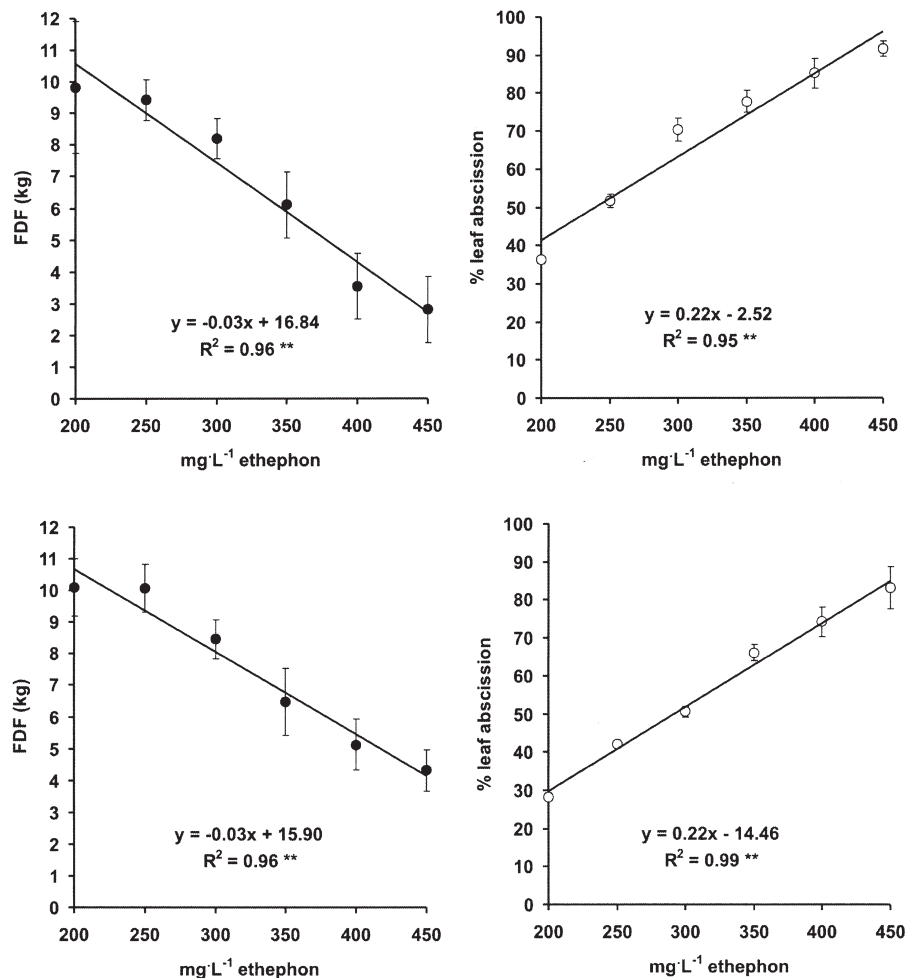 12
11
10
9
8
7
6
5
4
3
2
1
0
FDF (kg)
y = -0.03x + 16.84
R² = 0.96 **
200 250 300 350 400 450
mg·L⁻¹ ethephon
100
90
80
70
60
50
40
30
20
10
0
% leaf abscission
y = 0.22x - 2.52
R² = 0.95 **
200 250 300 350 400 450
mg·L⁻¹ ethephon
12
11
10
9
8
7
6
5
4
3
2
1
0
FDF (kg)
y = -0.03x + 15.90
R² = 0.96 **
200 250 300 350 400 450
mg·L⁻¹ ethephon
100
90
80
70
60
50
40
30
20
10
0
% leaf abscission
y = 0.22x - 14.46
R² = 0.99 **
200 250 300 350 400 450
mg·L⁻¹ ethephon